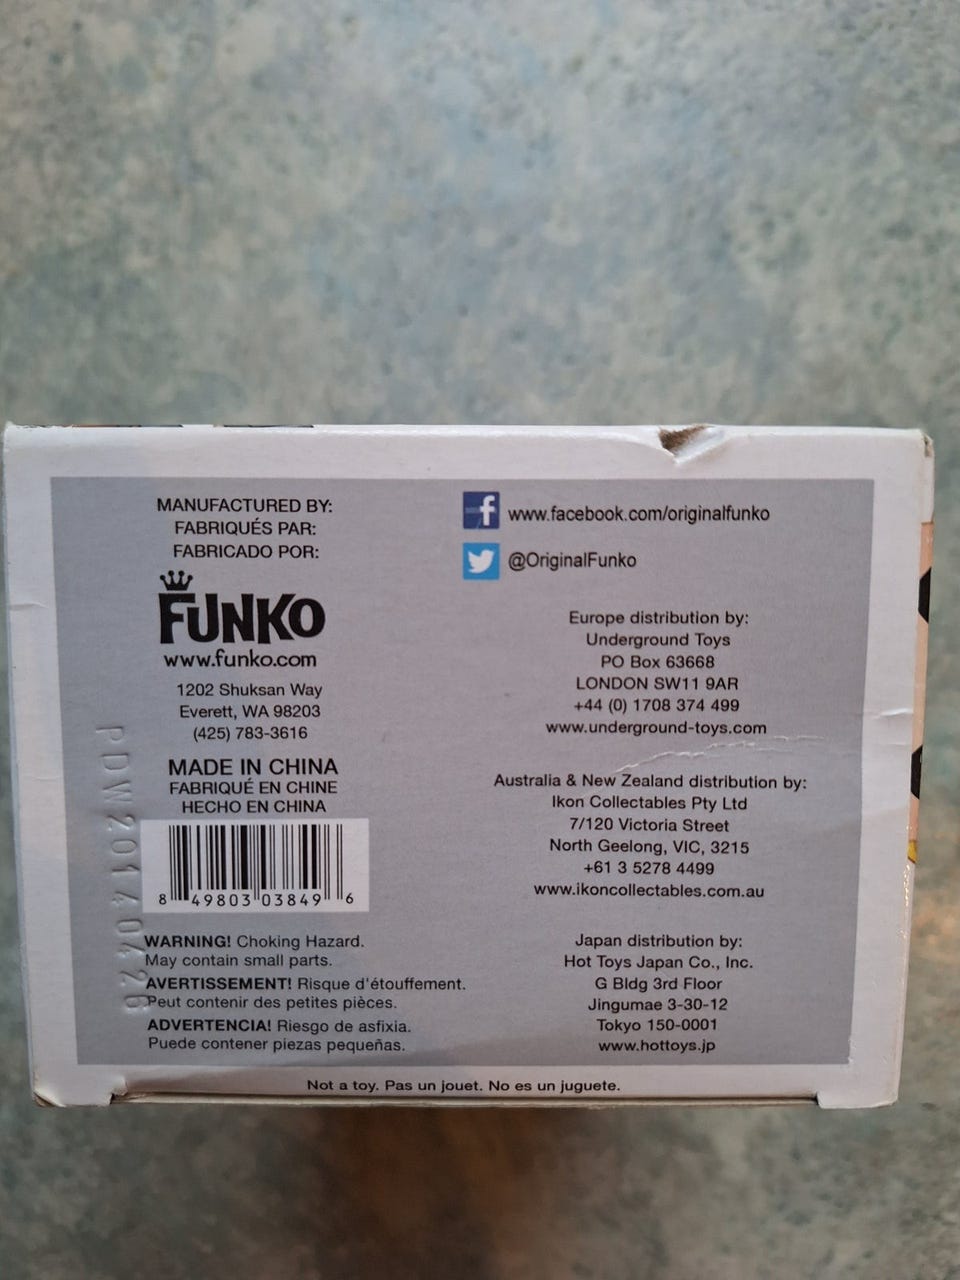 MANUFACTURED BY:
FABRIQUÉS PAR:
FABRICADO POR:
FUNKO
www.funko.com
1202 Shuksan Way
Everett, WA 98203
(425) 783-3616
MADE IN CHINA
FABRIQUÉ EN CHINE
HECHO EN CHINA
8 49803 03849 6
WARNING! Choking Hazard.
May contain small parts.
AVERTISSEMENT! Risque d'étouffement.
Peut contenir des petites pièces.
ADVERTENCIA! Riesgo de asfixia.
Puede contener piezas pequeñas.
PDW20140426
f www.facebook.com/originalfunko
@OriginalFunko
Europe distribution by:
Underground Toys
PO Box 63668
LONDON SW11 9AR
+44 (0) 1708 374 499
www.underground-toys.com
Australia & New Zealand distribution by:
Ikon Collectables Pty Ltd
7/120 Victoria Street
North Geelong, VIC, 3215
+61 3 5278 4499
www.ikoncollectables.com.au
Japan distribution by:
Hot Toys Japan Co., Inc.
G Bldg 3rd Floor
Jingumae 3-30-12
Tokyo 150-0001
www.hottoys.jp
Not a toy. Pas un jouet. No es un juguete.